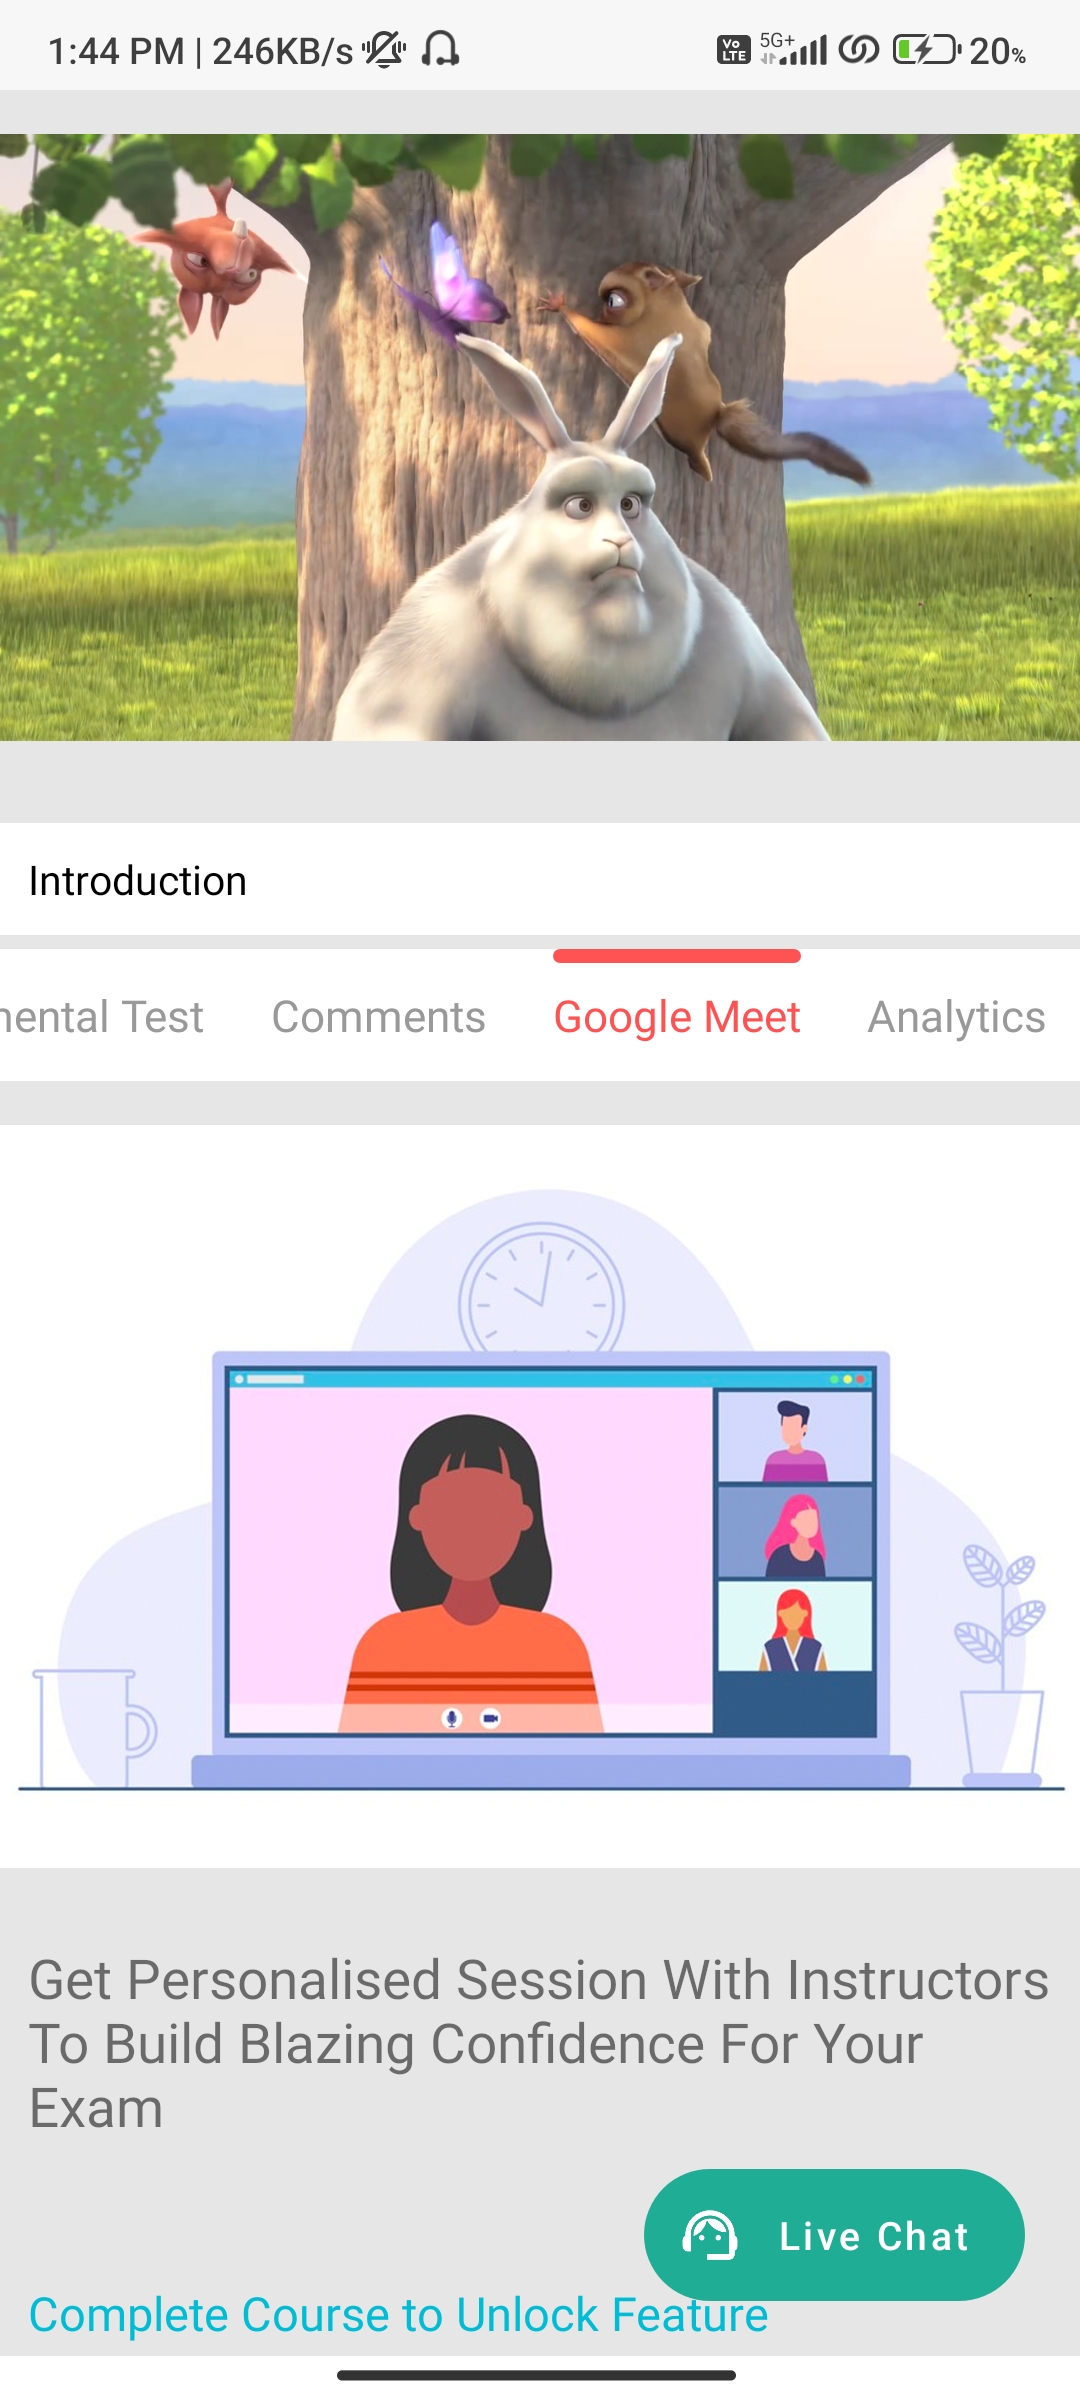 1:44 PM | 246KB/s Vo LTE 5G+ 20%
Introduction
nental Test Comments Google Meet Analytics
Get Personalised Session With Instructors
To Build Blazing Confidence For Your
Exam
Live Chat
Complete Course to Unlock Feature